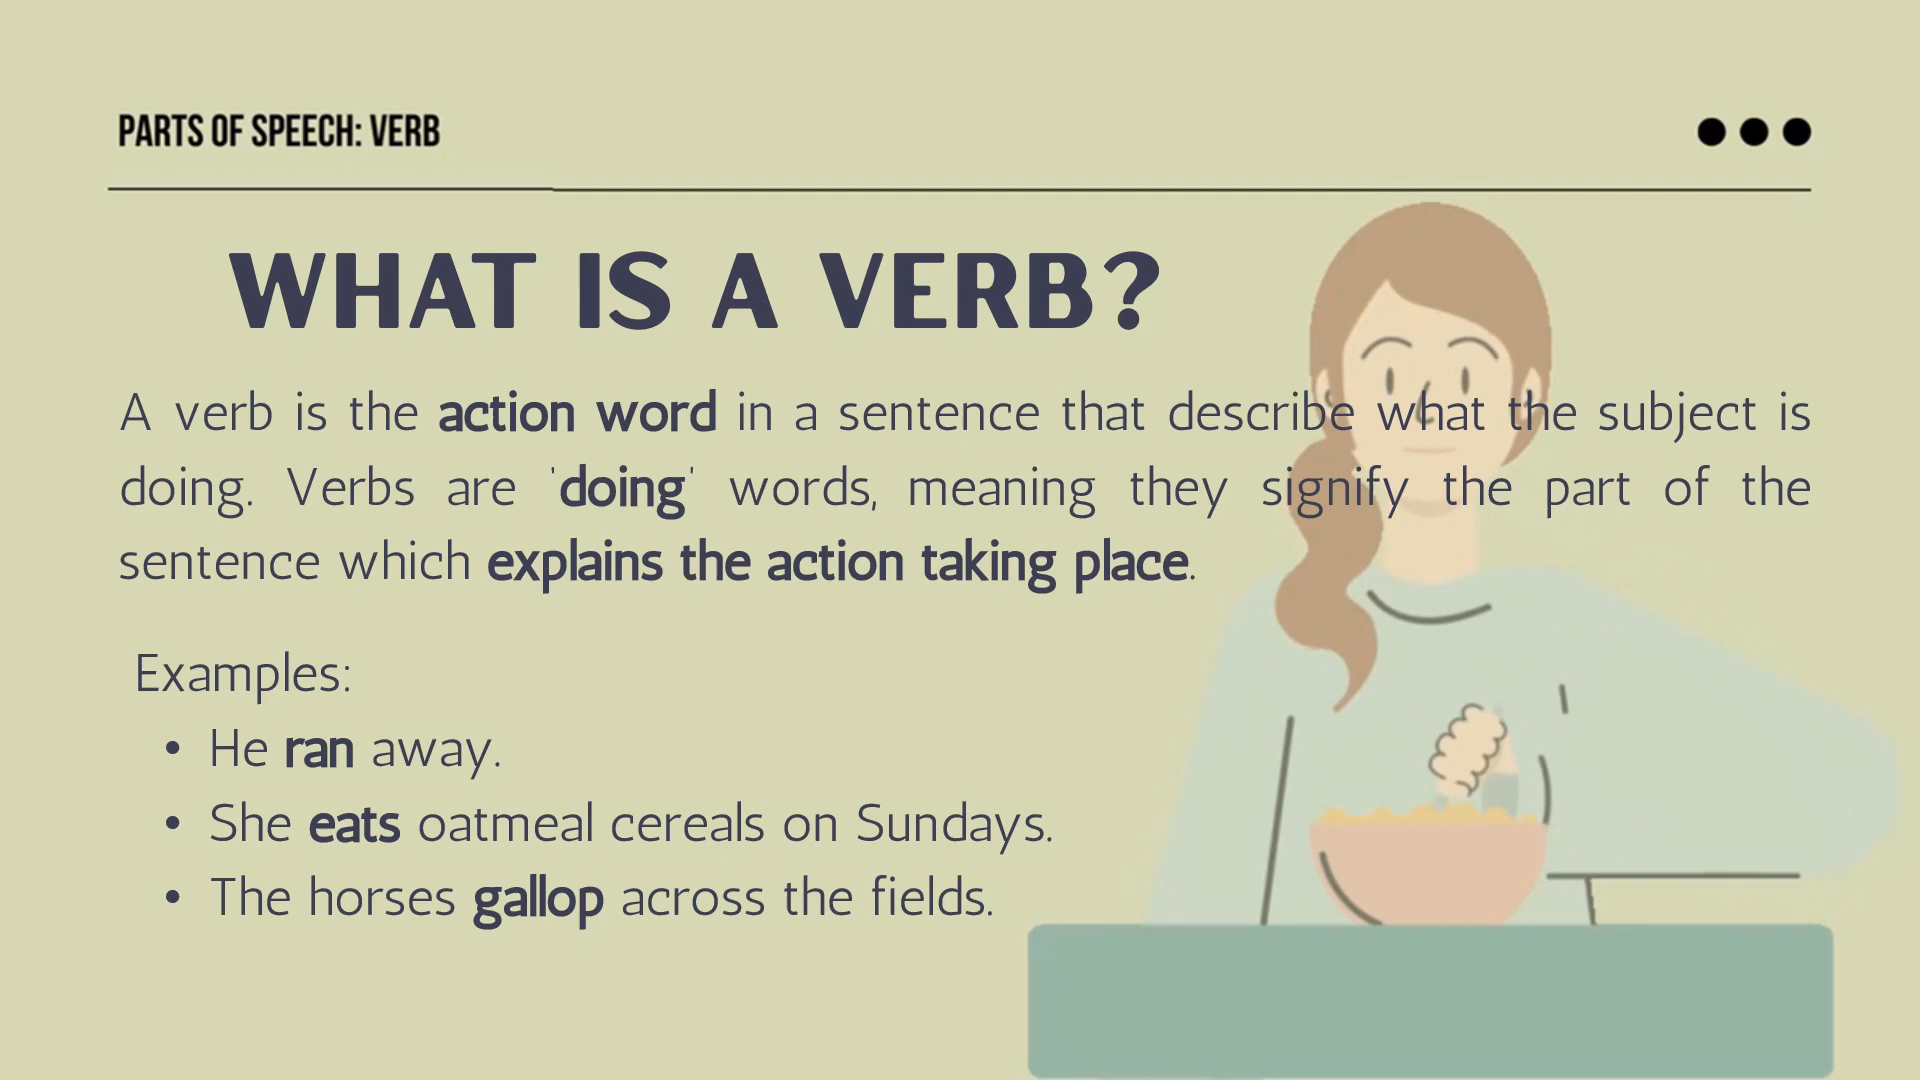 PARTS OF SPEECH: VERB
WHAT IS A VERB?
A verb is the action word in a sentence that describe what the subject is
doing. Verbs are 'doing' words, meaning they signify the part of the
sentence which explains the action taking place.
Examples:
• He ran away.
• She eats oatmeal cereals on Sundays.
• The horses gallop across the fields.